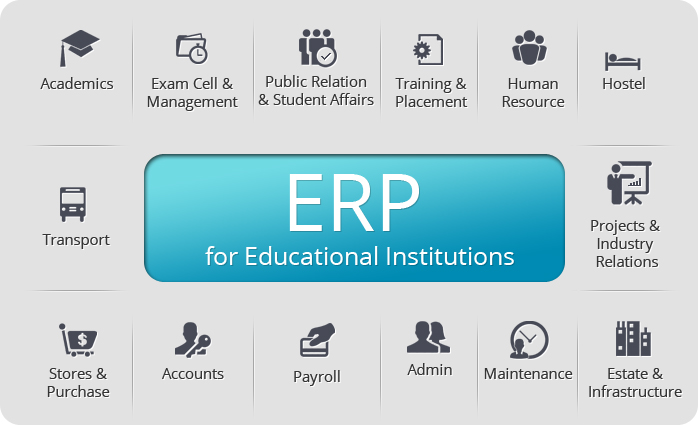 Academics
Exam Cell &
Management
Public Relation
& Student Affairs
Training &
Placement
Human
Resource
Hostel
Transport
ERP
for Educational Institutions
Projects &
Industry
Relations
Stores &
Purchase
$
Accounts
Payroll
Admin
Maintenance
Estate &
Infrastructure